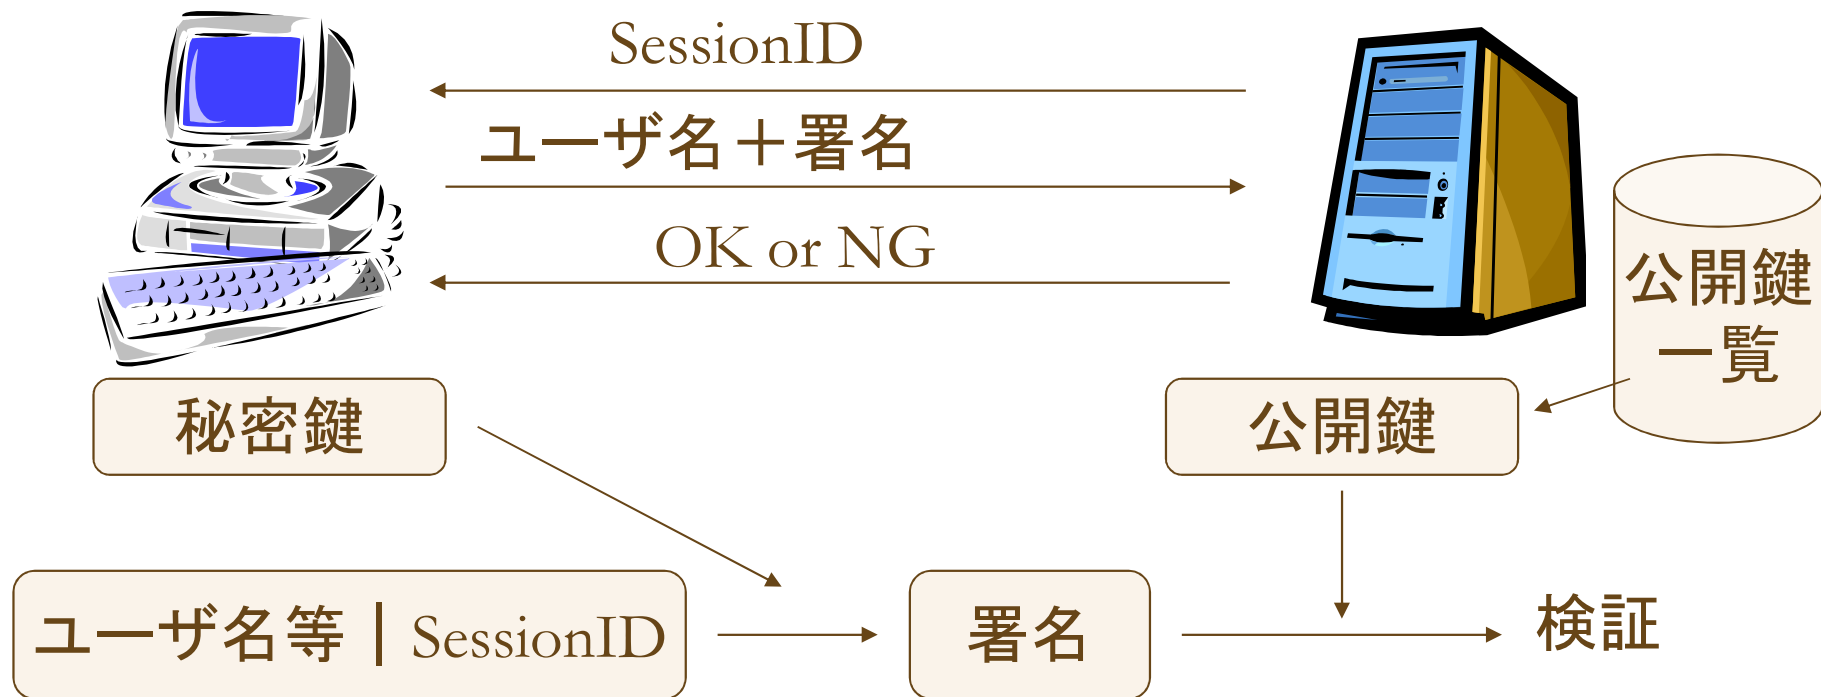 SessionID
ユーザ名＋署名
OK or NG
公開鍵
一覧
秘密鍵
公開鍵
ユーザ名等｜SessionID
署名
検証